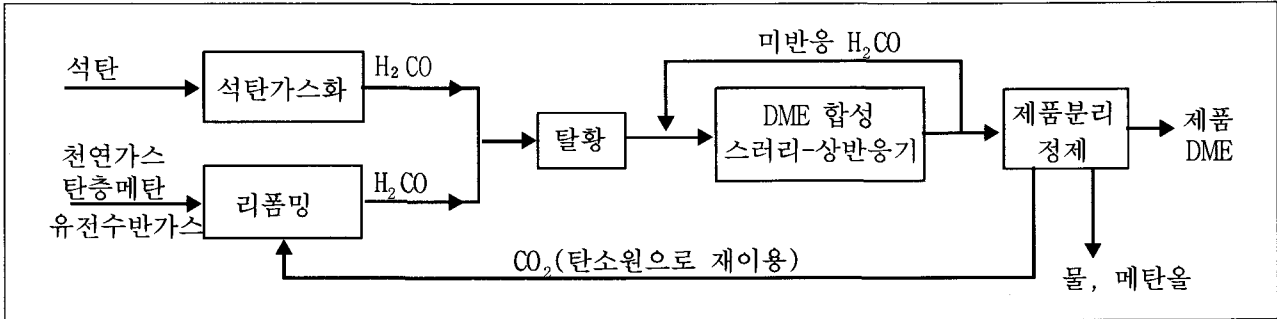 미반응 H₂CO
석탄
석탄가스화
H₂ CO
탈황
DME 합성
스러리-상반응기
제품분리
정제
제품
DME
천연가스
탄층메탄
유전수반가스
리폼밍
H₂CO
CO₂(탄소원으로 재이용)
물, 메탄올